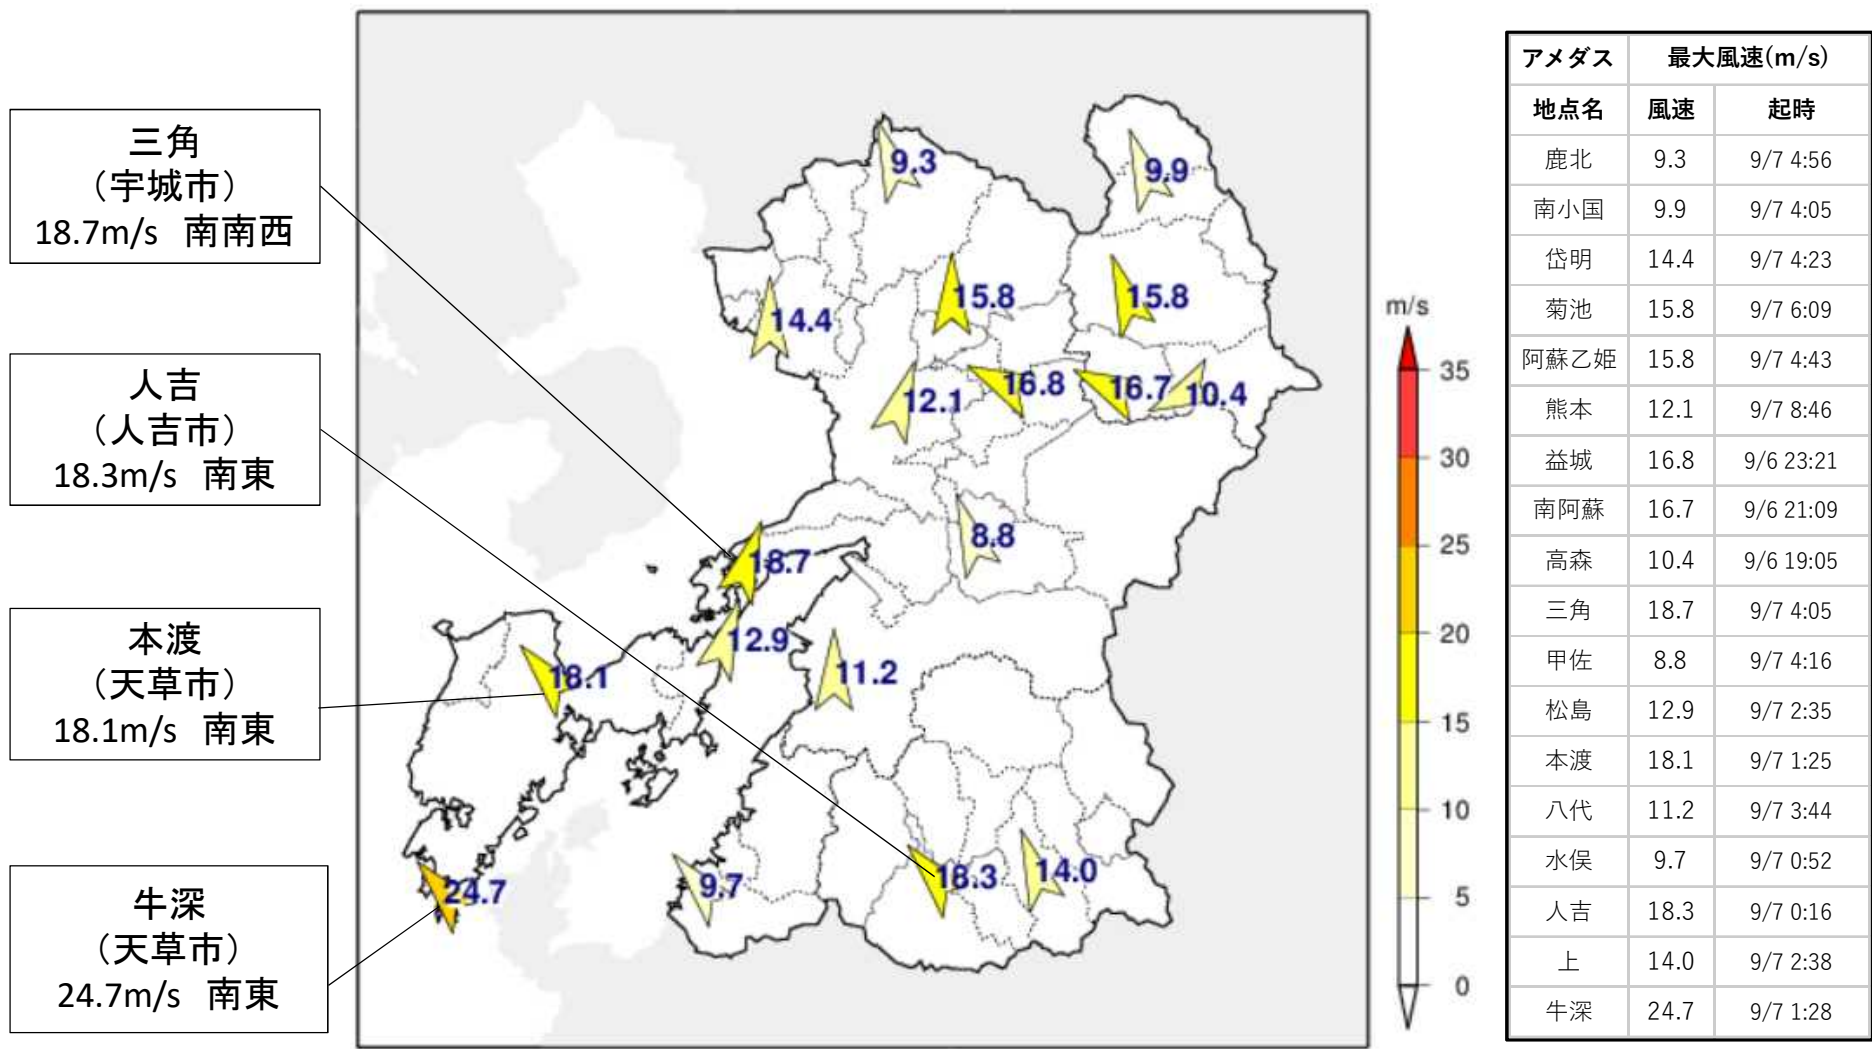 三角
（宇城市）
18.7m/s 南南西
人吉
（人吉市）
18.3m/s 南東
本渡
（天草市）
18.1m/s 南東
牛深
（天草市）
24.7m/s 南東
9.3
9.9
14.4
15.8
15.8
12.1
16.8
16.7
10.4
8.8
18.7
12.9
18.1
11.2
24.7
9.7
18.3
14.0
m/s
35
30
25
20
15
10
5
0
アメダス 最大風速(m/s)
地点名 風速 起時
鹿北 9.3 9/7 4:56
南小国 9.9 9/7 4:05
岱明 14.4 9/7 4:23
菊池 15.8 9/7 6:09
阿蘇乙姫 15.8 9/7 4:43
熊本 12.1 9/7 8:46
益城 16.8 9/6 23:21
南阿蘇 16.7 9/6 21:09
高森 10.4 9/6 19:05
三角 18.7 9/7 4:05
甲佐 8.8 9/7 4:16
松島 12.9 9/7 2:35
本渡 18.1 9/7 1:25
八代 11.2 9/7 3:44
水俣 9.7 9/7 0:52
人吉 18.3 9/7 0:16
上 14.0 9/7 2:38
牛深 24.7 9/7 1:28